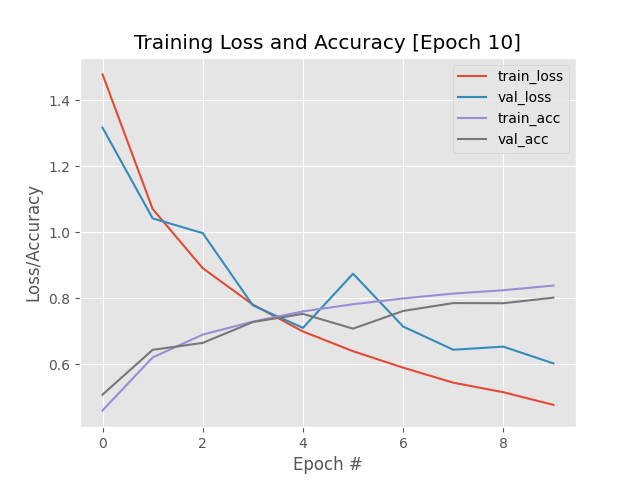 Training Loss and Accuracy [Epoch 10]
train_loss
val_loss
train_acc
val_acc
Loss/Accuracy
1.4
1.2
1.0
0.8
0.6
0
2
4
6
8
Epoch #